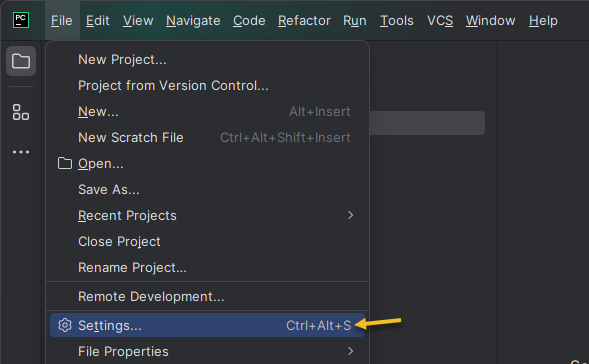 PC
File Edit View Navigate Code Refactor Run Tools VCS Window Help
New Project...
Project from Version Control...
New... Alt+Insert
New Scratch File Ctrl+Alt+Shift+Insert
Open...
Save As...
Recent Projects
Close Project
Rename Project...
Remote Development...
Settings... Ctrl+Alt+S
File Properties